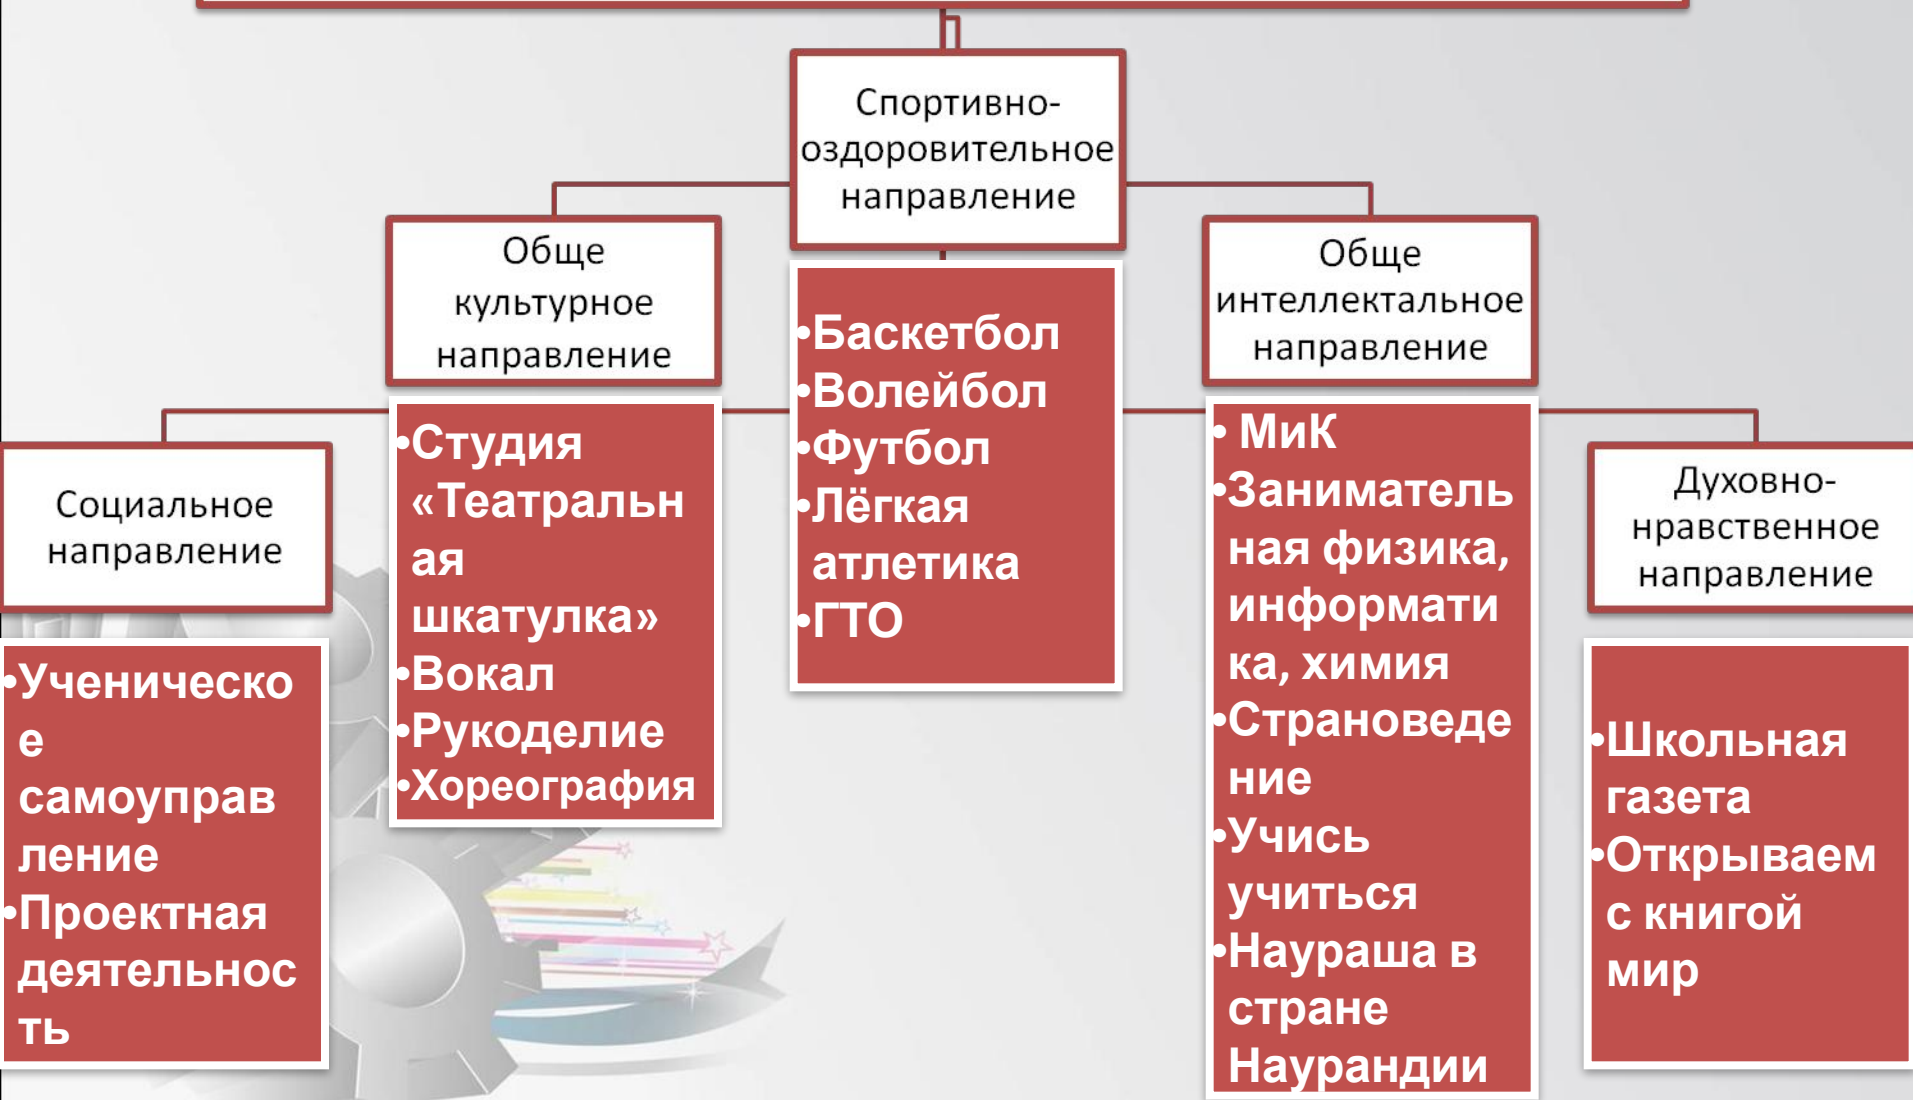 Спортивно-
оздоровительное
направление
Обще
культурное
направление
Обще
интеллектальное
направление
Социальное
направление
Духовно-
нравственное
направление
•Ученическо
е
самоуправ
ление
•Проектная
деятельнос
ть
•Студия
«Театральн
ая
шкатулка»
•Вокал
•Рукоделие
•Хореография
•Баскетбол
•Волейбол
•Футбол
•Лёгкая
атлетика
•ГТО
• МиК
•Заниматель
ная физика,
информати
ка, химия
•Страноведе
ние
•Учись
учиться
•Наураша в
стране
Наурандии
•Школьная
газета
•Открываем
с книгой
мир